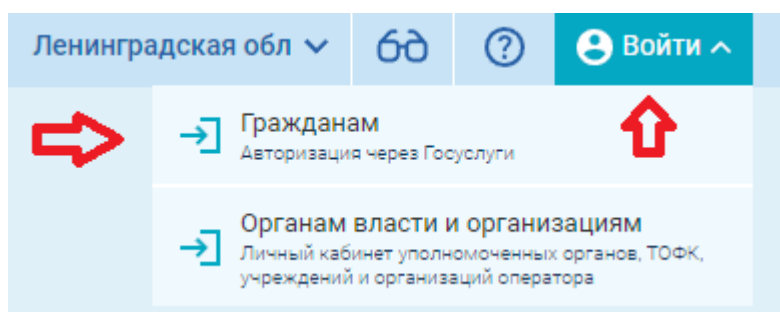 Ленинградская обл
Войти
Гражданам
Авторизация через Госуслуги
Органам власти и организациям
Личный кабинет уполномоченных органов, ТОФК,
учреждений и организаций оператора